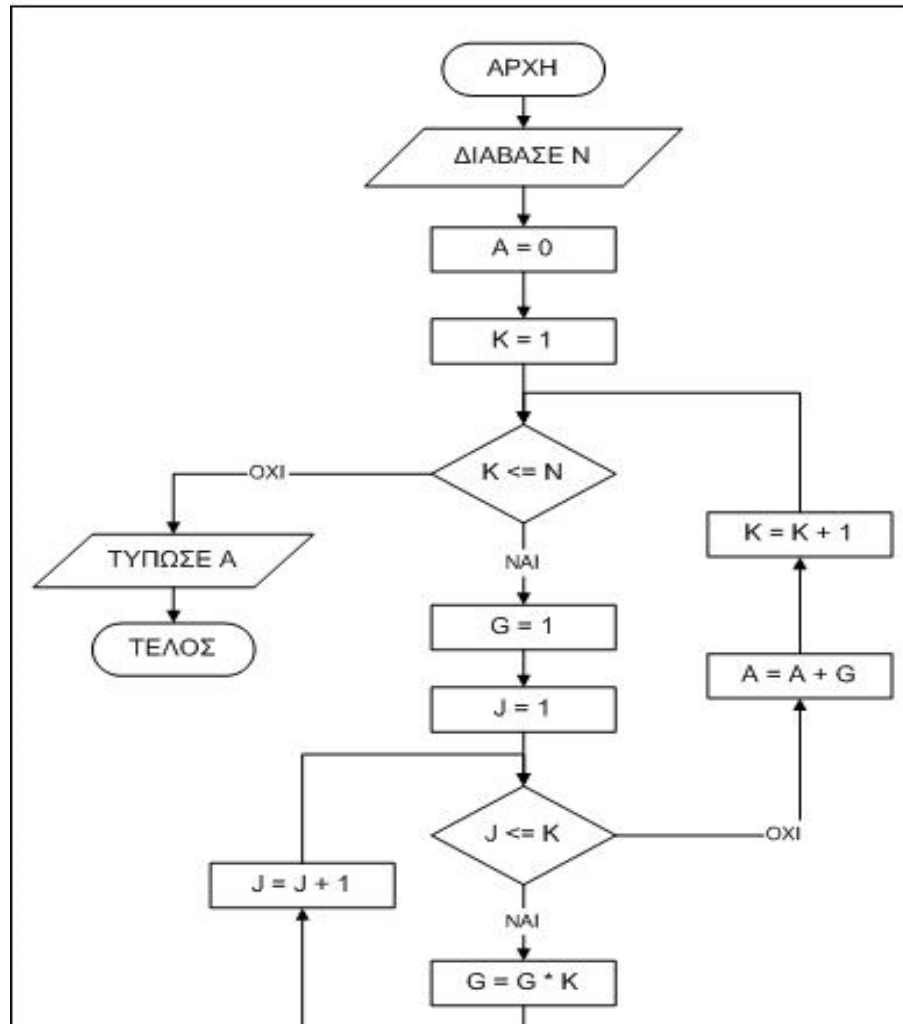 ΑΡΧΗ
ΔΙΑΒΑΣΕ Ν
A = 0
K = 1
K <= N
ΟΧΙ
ΝΑΙ
ΤΥΠΩΣΕ Α
ΤΕΛΟΣ
K = K + 1
G = 1
A = A + G
J = 1
J <= K
ΟΧΙ
J = J + 1
ΝΑΙ
G = G * K